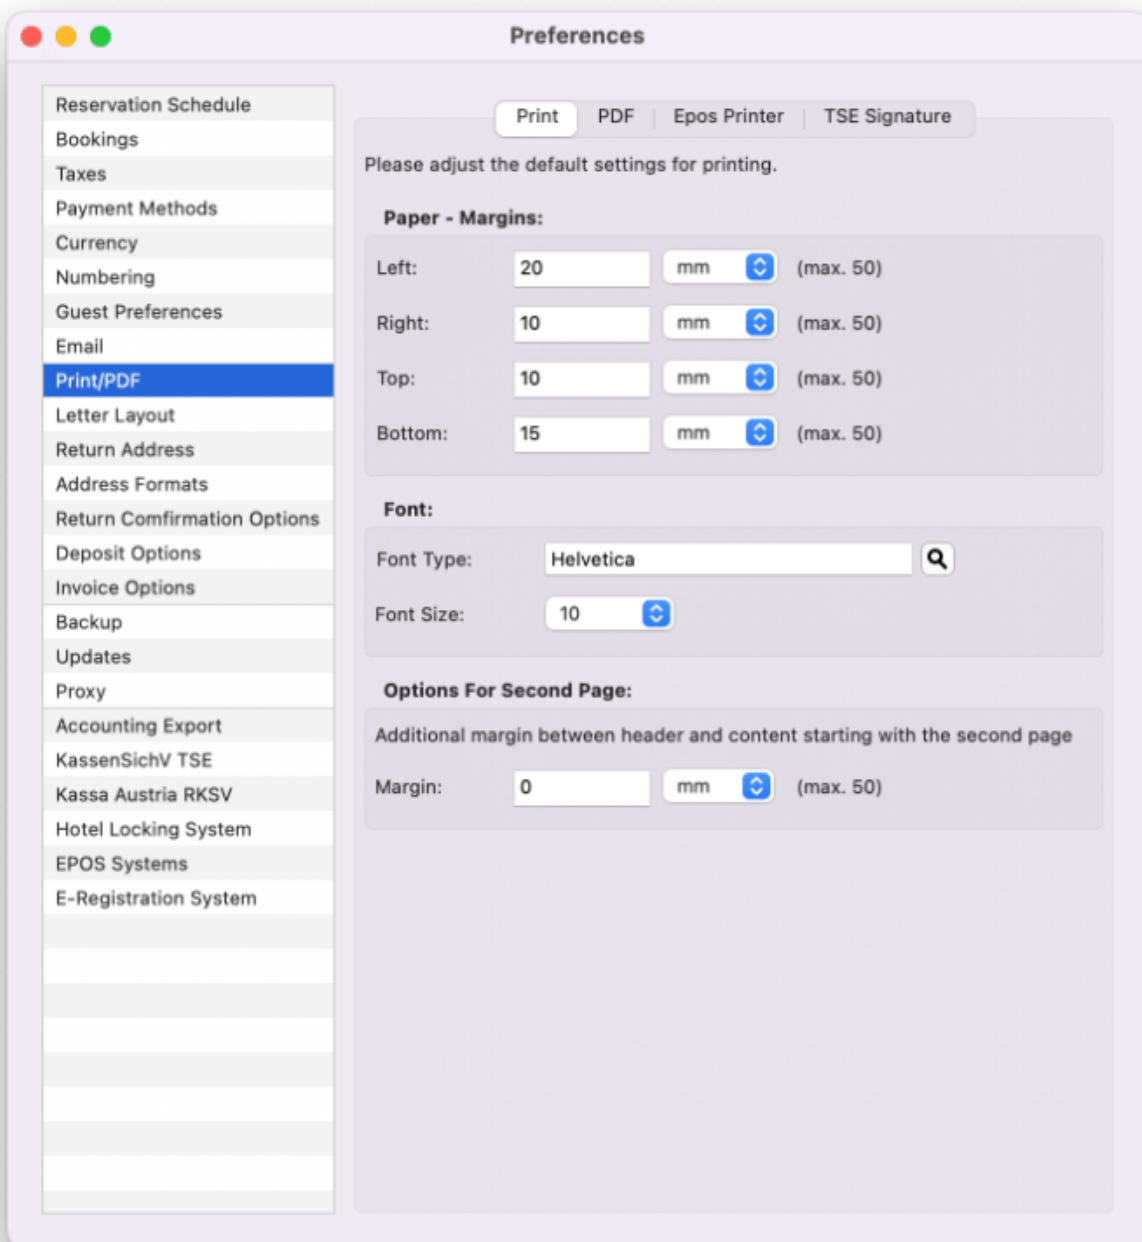 Preferences
Reservation Schedule
Bookings
Taxes
Payment Methods
Currency
Numbering
Guest Preferences
Email
Print/PDF
Letter Layout
Return Address
Address Formats
Return Comfirmation Options
Deposit Options
Invoice Options
Backup
Updates
Proxy
Accounting Export
KassenSichV TSE
Kassa Austria RKSV
Hotel Locking System
EPOS Systems
E-Registration System
Print PDF Epos Printer TSE Signature
Please adjust the default settings for printing.
Paper - Margins:
Left: 20 mm (max. 50)
Right: 10 mm (max. 50)
Top: 10 mm (max. 50)
Bottom: 15 mm (max. 50)
Font:
Font Type: Helvetica
Font Size: 10
Options For Second Page:
Additional margin between header and content starting with the second page
Margin: 0 mm (max. 50)